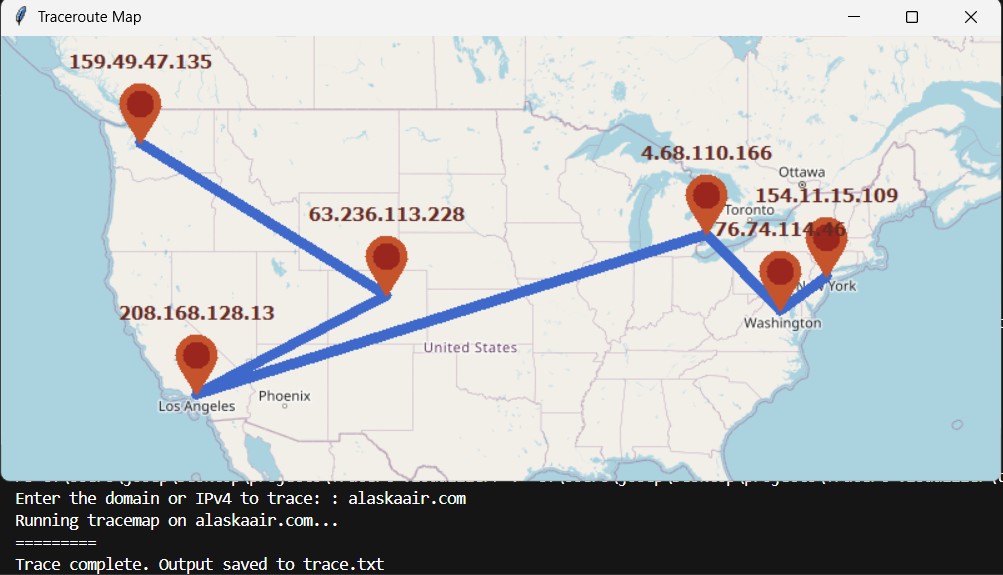 Traceroute Map
159.49.47.135
4.68.110.166
Ottawa
154.11.15.109
Toronto
63.236.113.228
76.74.114.46
New York
208.168.128.13
Washington
United States
Phoenix
Los Angeles
Enter the domain or IPv4 to trace: : alaskaair.com
Running tracemap on alaskaair.com...
=========
Trace complete. Output saved to trace.txt